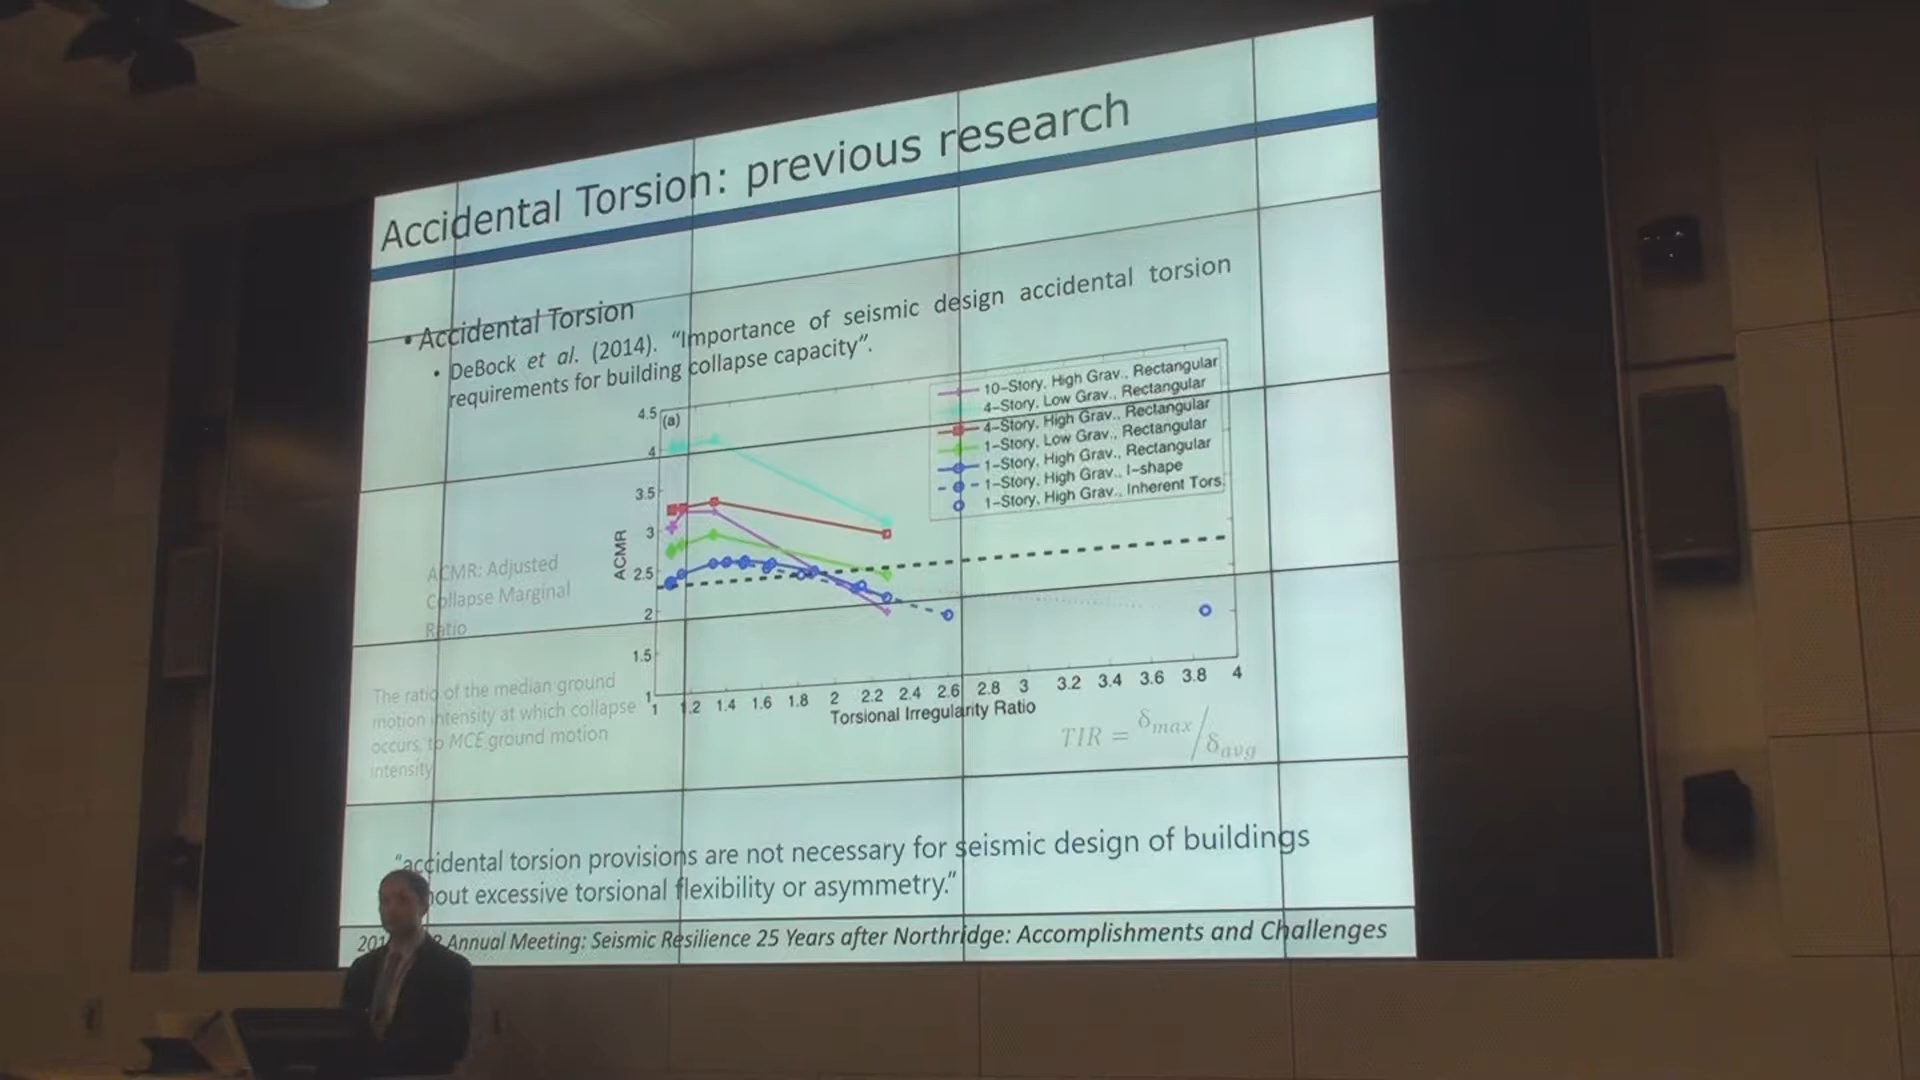 Accidental Torsion: previous research
• Accidental Torsion
• DeBock et al. (2014). “Importance of seismic design accidental torsion
requirements for building collapse capacity”.
(a)
10-Story, High Grav., Rectangular
4-Story, Low Grav., Rectangular
4-Story, High Grav., Rectangular
1-Story, Low Grav., Rectangular
1-Story, High Grav., Rectangular
1-Story, High Grav., I-shape
1-Story, High Grav., Inherent Tors.
4.5
4
3.5
3
2.5
2
1.5
1
ACMR
1 1.2 1.4 1.6 1.8 2 2.2 2.4 2.6 2.8 3 3.2 3.4 3.6 3.8 4
Torsional Irregularity Ratio
ACMR: Adjusted
Collapse Marginal
Ratio
The ratio of the median ground
motion intensity at which collapse
occurs, to MCE ground motion
intensity
TIR = δmax/δavg
“accidental torsion provisions are not necessary for seismic design of buildings
excessive torsional flexibility or asymmetry.”
Annual Meeting: Seismic Resilience 25 Years after Northridge: Accomplishments and Challenges